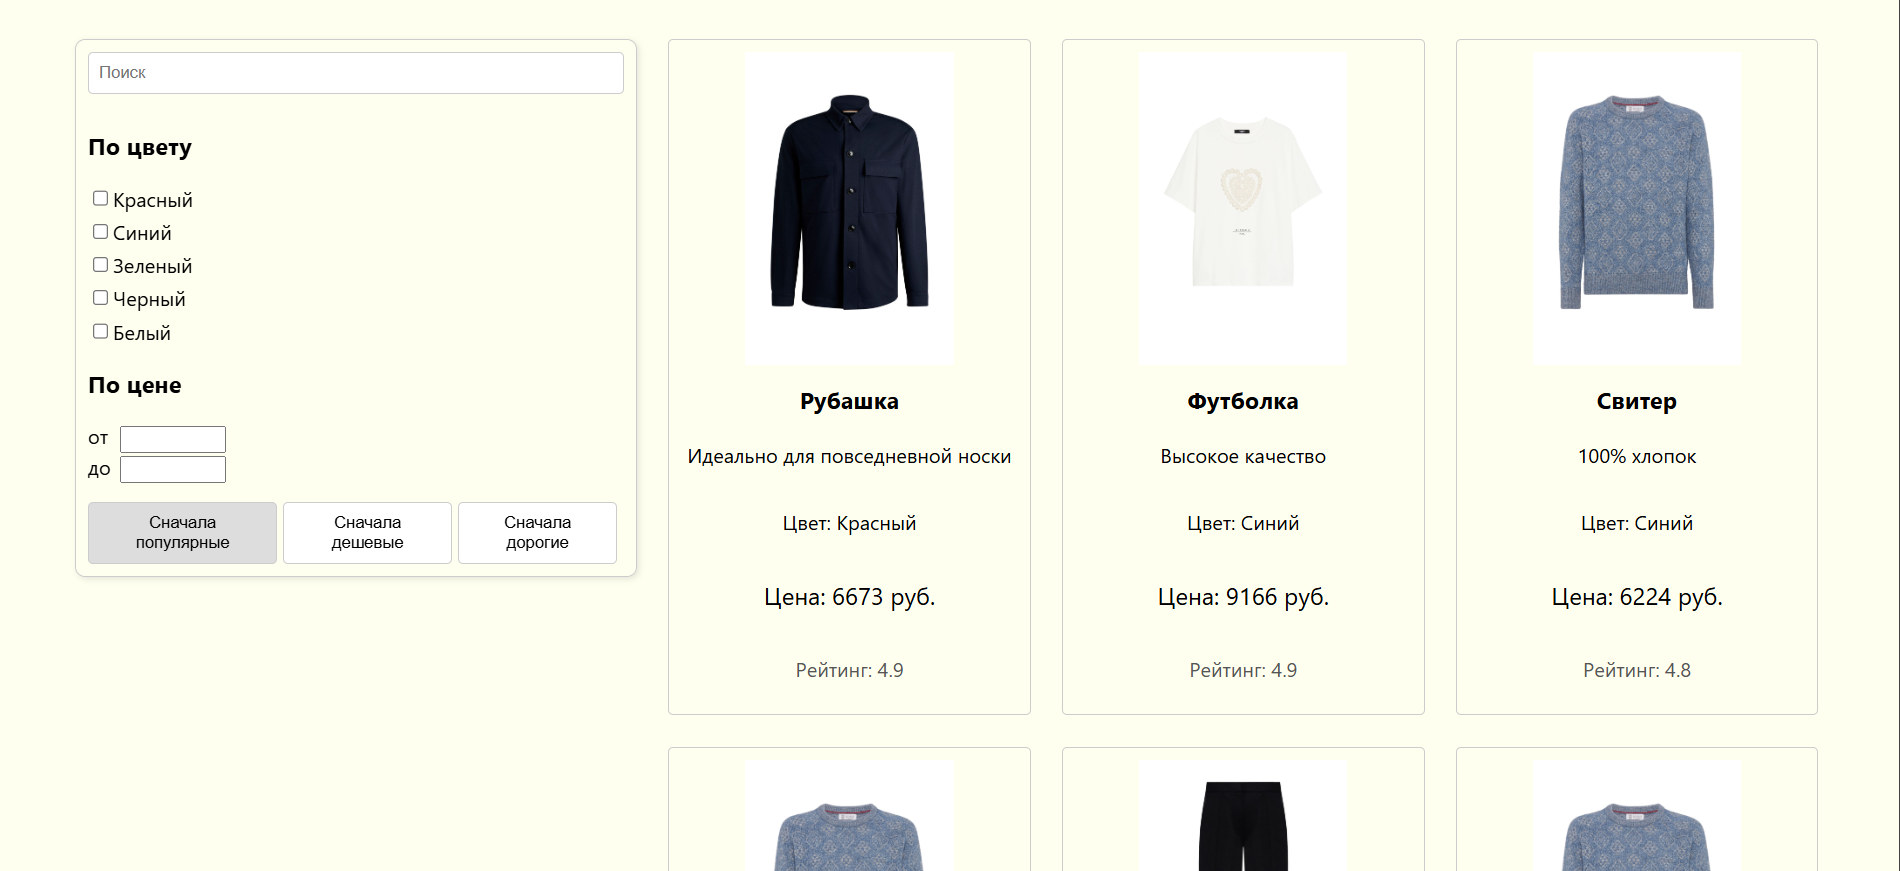 Поиск
По цвету
Красный
Синий
Зеленый
Черный
Белый
По цене
от
до
Сначала
популярные
Сначала
дешевые
Сначала
дорогие
Рубашка
Идеально для повседневной носки
Цвет: Красный
Цена: 6673 руб.
Рейтинг: 4.9
Футболка
Высокое качество
Цвет: Синий
Цена: 9166 руб.
Рейтинг: 4.9
Свитер
100% хлопок
Цвет: Синий
Цена: 6224 руб.
Рейтинг: 4.8